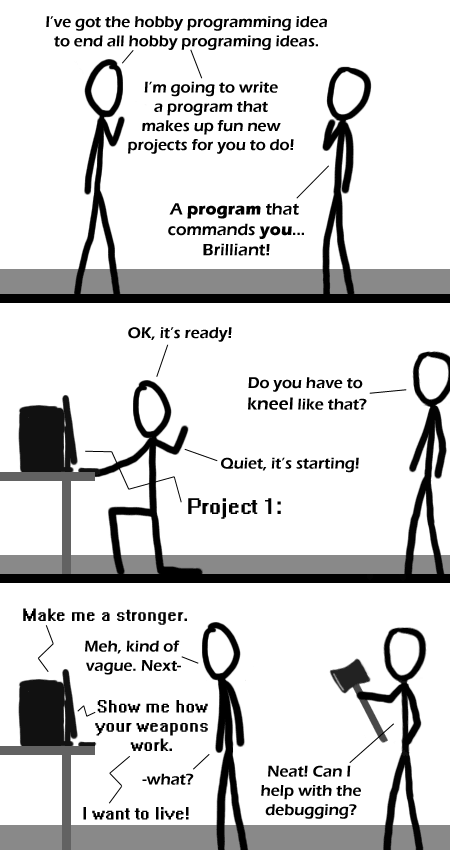 I've got the hobby programming idea
to end all hobby programing ideas.
I'm going to write
a program that
makes up fun new
projects for you to do!
A program that
commands you...
Brilliant!
OK, it's ready!
Do you have to
kneel like that?
Quiet, it's starting!
Project 1:
Make me a stronger.
Meh, kind of
vague. Next-
Show me how
your weapons
work.
-what?
I want to live!
Neat! Can I
help with the
debugging?